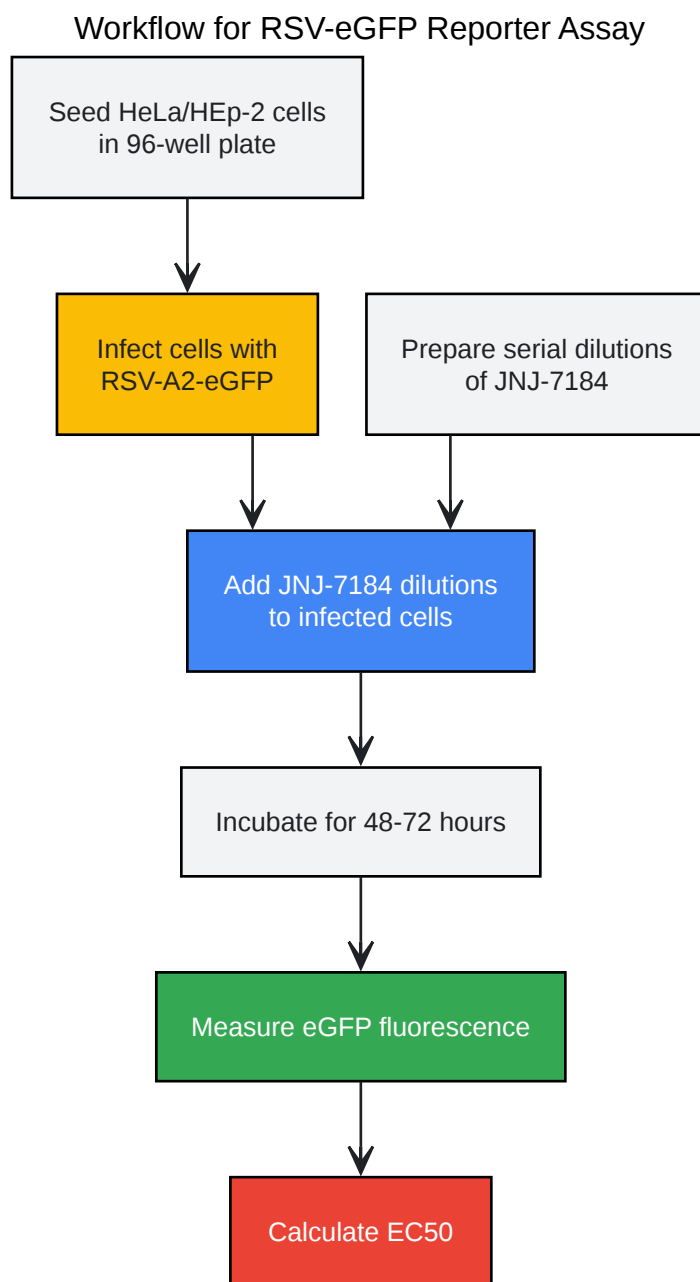 Workflow for RSV-eGFP Reporter Assay
Seed HeLa/HEp-2 cells
in 96-well plate
Infect cells with
RSV-A2-eGFP
Prepare serial dilutions
of JNJ-7184
Add JNJ-7184 dilutions
to infected cells
Incubate for 48-72 hours
Measure eGFP fluorescence
Calculate EC50